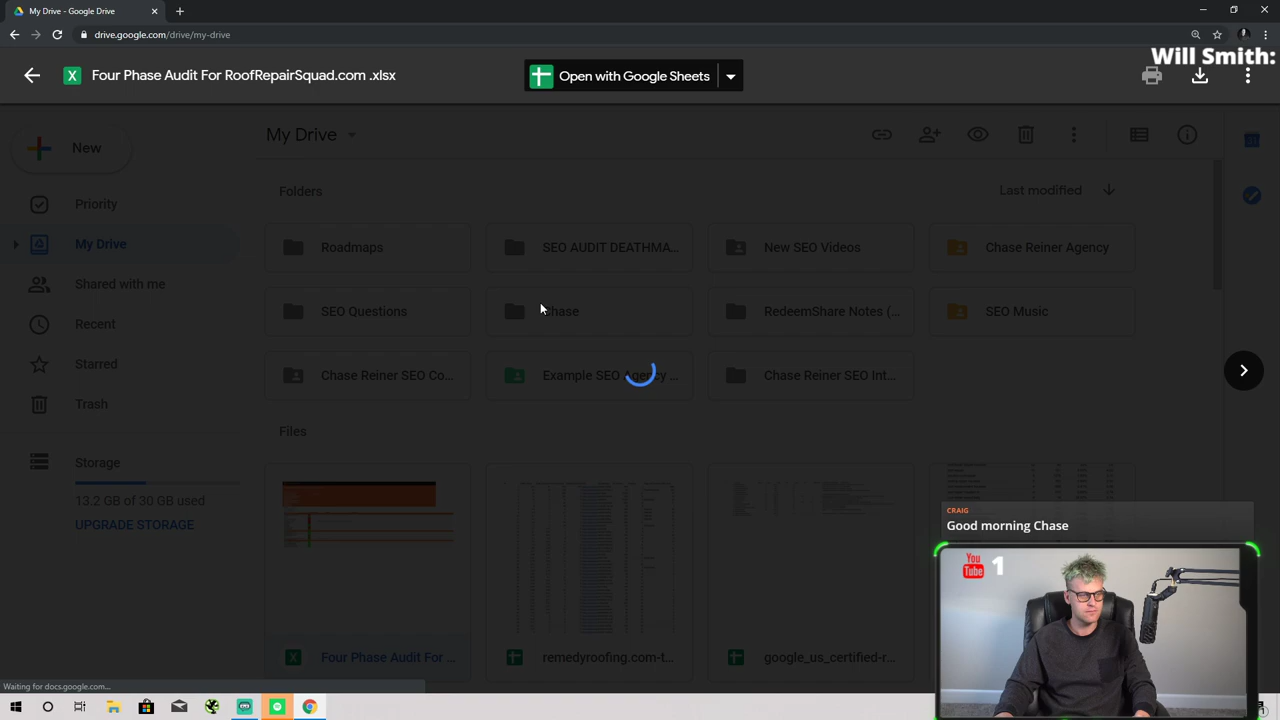 My Drive - Google Drive
drive.google.com/drive/my-drive
Will Smith:
X
Four Phase Audit For RoofRepairSquad.com .xlsx
Open with Google Sheets
New
My Drive
Priority
Folders
Last modified
My Drive
Roadmaps
SEO AUDIT DEATHMA...
New SEO Videos
Chase Reiner Agency
Shared with me
SEO Questions
Chase
RedeemShare Notes (...
SEO Music
Recent
Starred
Example SEO Agency ...
Chase Reiner SEO Co...
Chase Reiner SEO Int...
Trash
Files
Storage
13.2 GB of 30 GB used
UPGRADE STORAGE
CRAIG
Good morning Chase
You Tube 1
X
Four Phase Audit For ...
remedyroofing.com-t...
google_us_certified-r...
Waiting for docs.google.com...